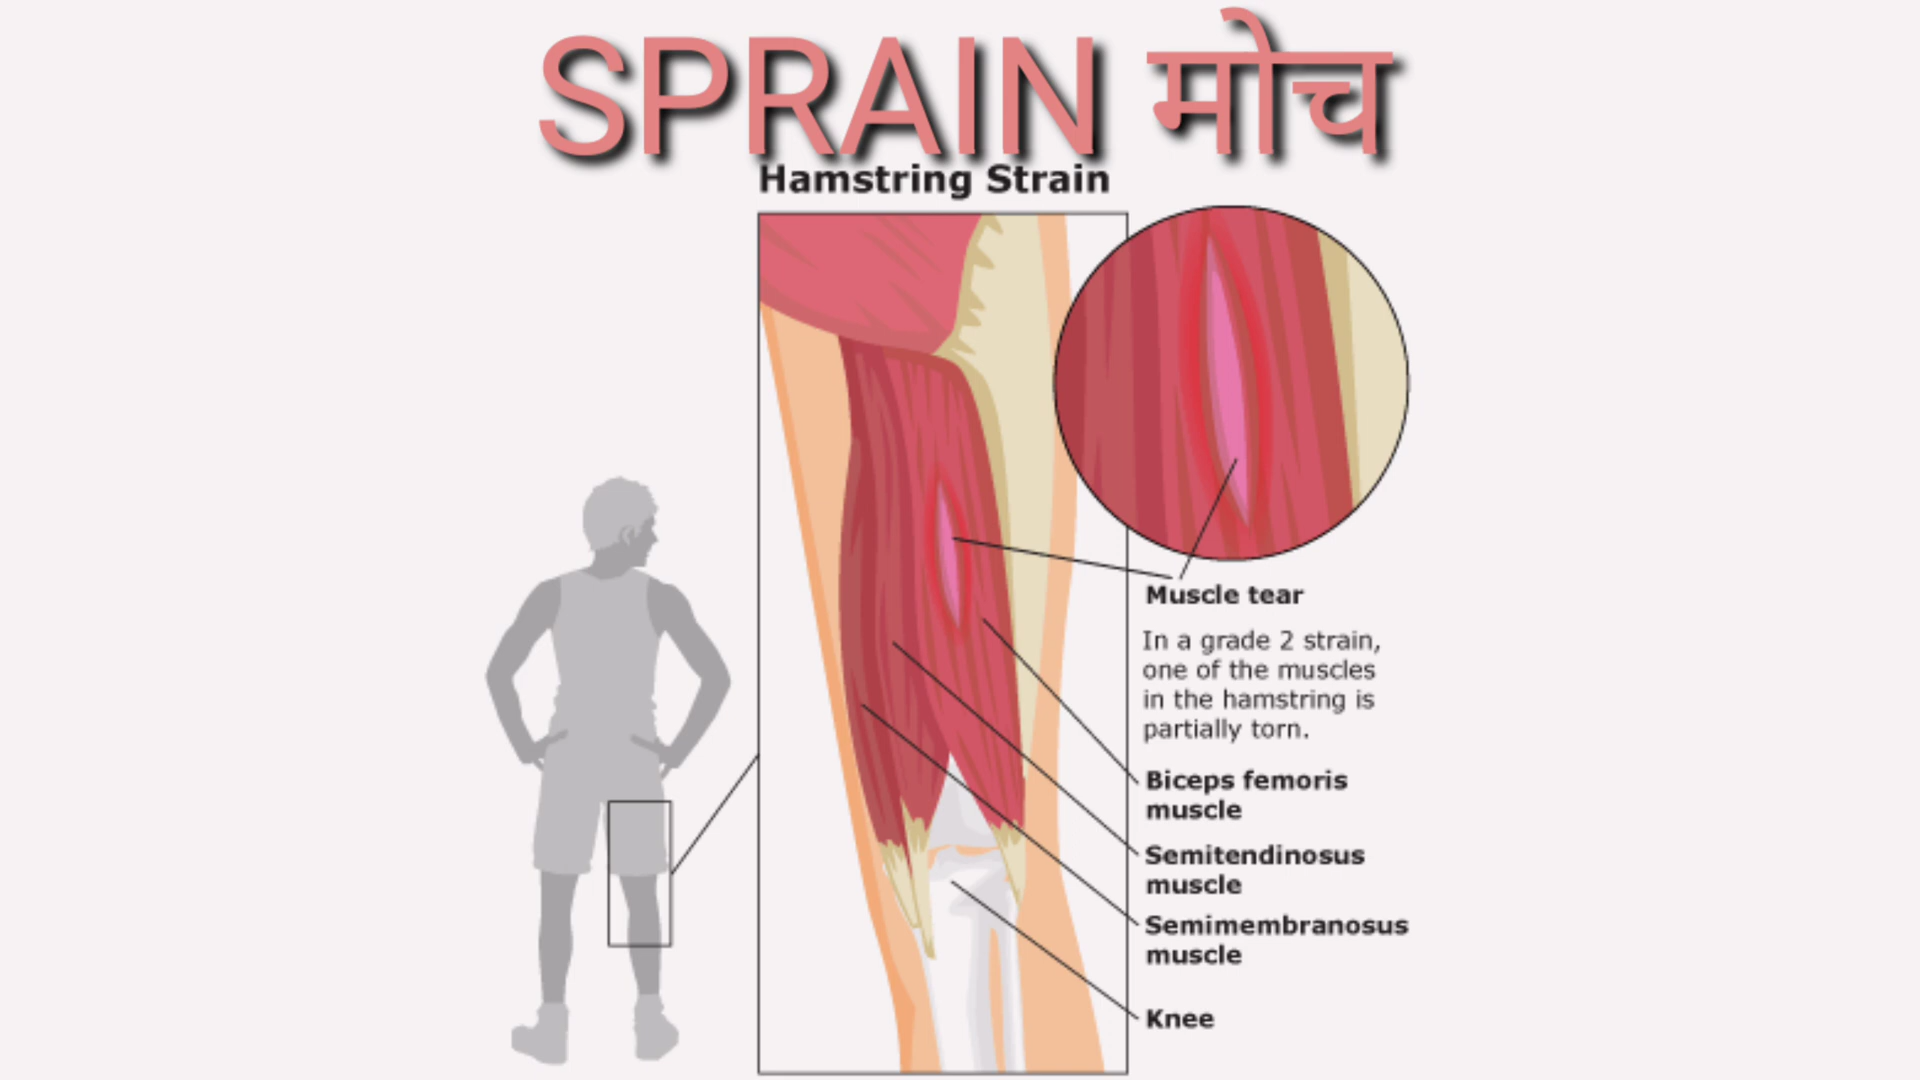 SPRAIN मोच
Hamstring Strain
Muscle tear
In a grade 2 strain,
one of the muscles
in the hamstring is
partially torn.
Biceps femoris
muscle
Semitendinosus
muscle
Semimembranosus
muscle
Knee